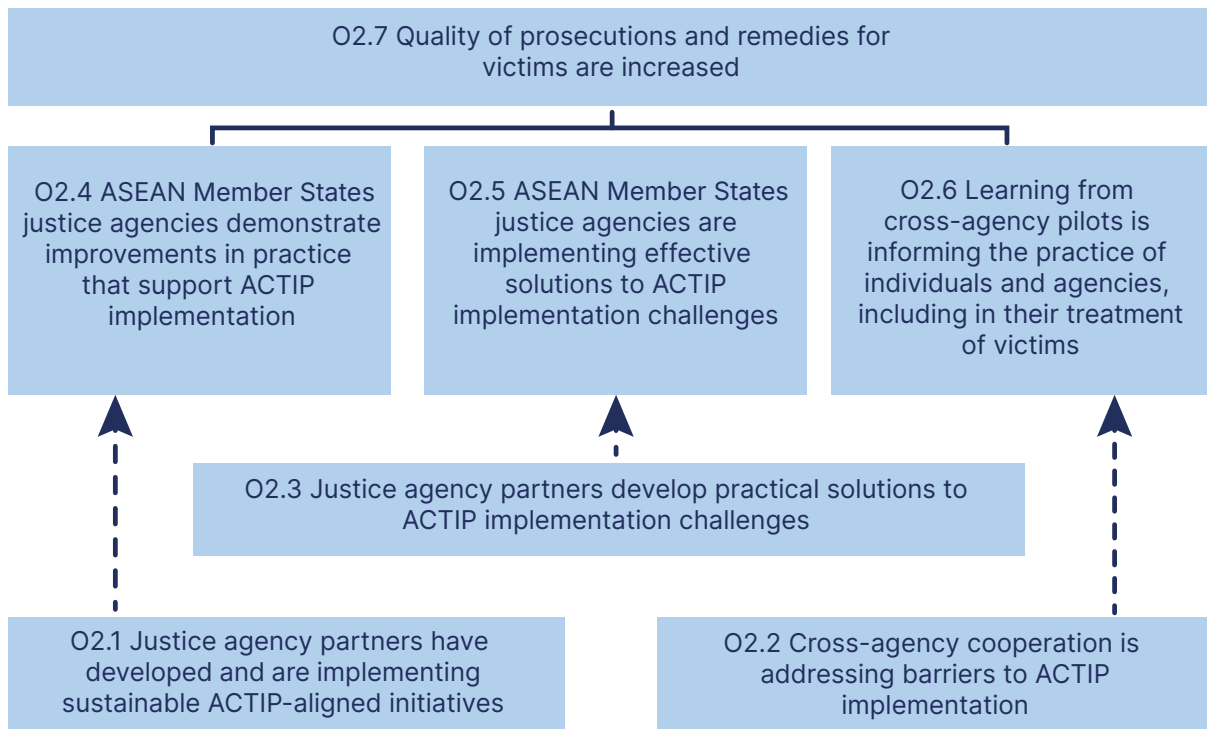 O2.7 Quality of prosecutions and remedies for
victims are increased
O2.4 ASEAN Member States
justice agencies demonstrate
improvements in practice
that support ACTIP
implementation
O2.5 ASEAN Member States
justice agencies are
implementing effective
solutions to ACTIP
implementation challenges
O2.6 Learning from
cross-agency pilots is
informing the practice of
individuals and agencies,
including in their treatment
of victims
O2.3 Justice agency partners develop practical solutions to
ACTIP implementation challenges
O2.1 Justice agency partners have
developed and are implementing
sustainable ACTIP-aligned initiatives
O2.2 Cross-agency cooperation is
addressing barriers to ACTIP
implementation